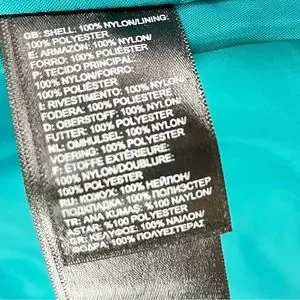 GB: SHELL: 100% NYLON/LINING:
100% POLYESTER
E: ARMAZÓN: 100% NYLON/
FORRO: 100% POLIÉSTER
P: TECIDO PRINCIPAL:
100% NYLON/FORRO:
100% POLIÉSTER
I: RIVESTIMENTO: 100% NYLON/
FODERA: 100% POLIESTERE
D: OBERSTOFF: 100% NYLON/
FUTTER: 100% POLYESTER
NL: OMHULSEL: 100% NYLON/
VOERING: 100% POLYESTER
F: ÉTOFFE EXTÉRIEURE:
100% NYLON/DOUBLURE:
100% POLYESTER
RU: КОЖУХ: 100% НЕЙЛОН/
ПОДКЛАДКА: 100% ПОЛИЭСТЕР
TR: ANA KUMAŞ: % 100 NAYLON/
ASTAR: % 100 POLYESTER
GR: 100% ΝΑΪΛΟΝ/
ΦΟΔΡΑ: 100% ΠΟΛΥΕΣΤΕΡΑΣ